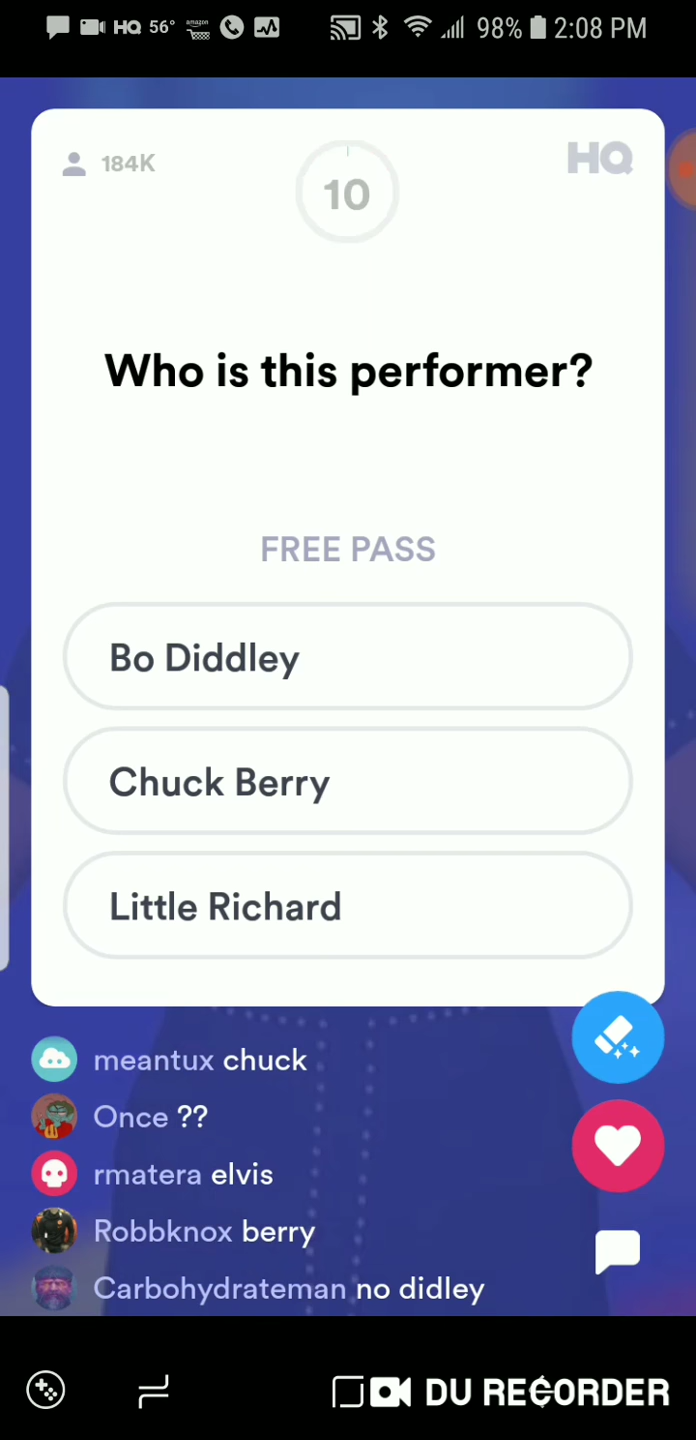 HQ 56° amazon 98% 2:08 PM
184K
10
HQ
Who is this performer?
FREE PASS
Bo Diddley
Chuck Berry
Little Richard
meantux chuck
Once ??
rmatera elvis
Robbknox berry
Carbohydrateman no didley
DU RECORDER